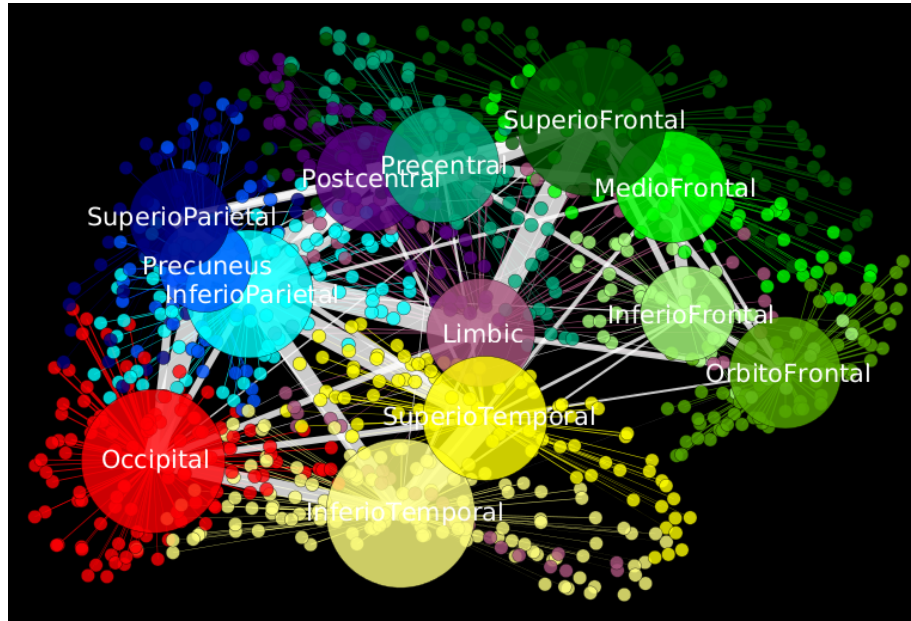 SuperioFrontal
Precentral
Postcentral
MedioFrontal
SuperioParietal
Precuneus
InferioParietal
InferioFrontal
Limbic
OrbitoFrontal
SuperioTemporal
Occipital
InferioTemporal